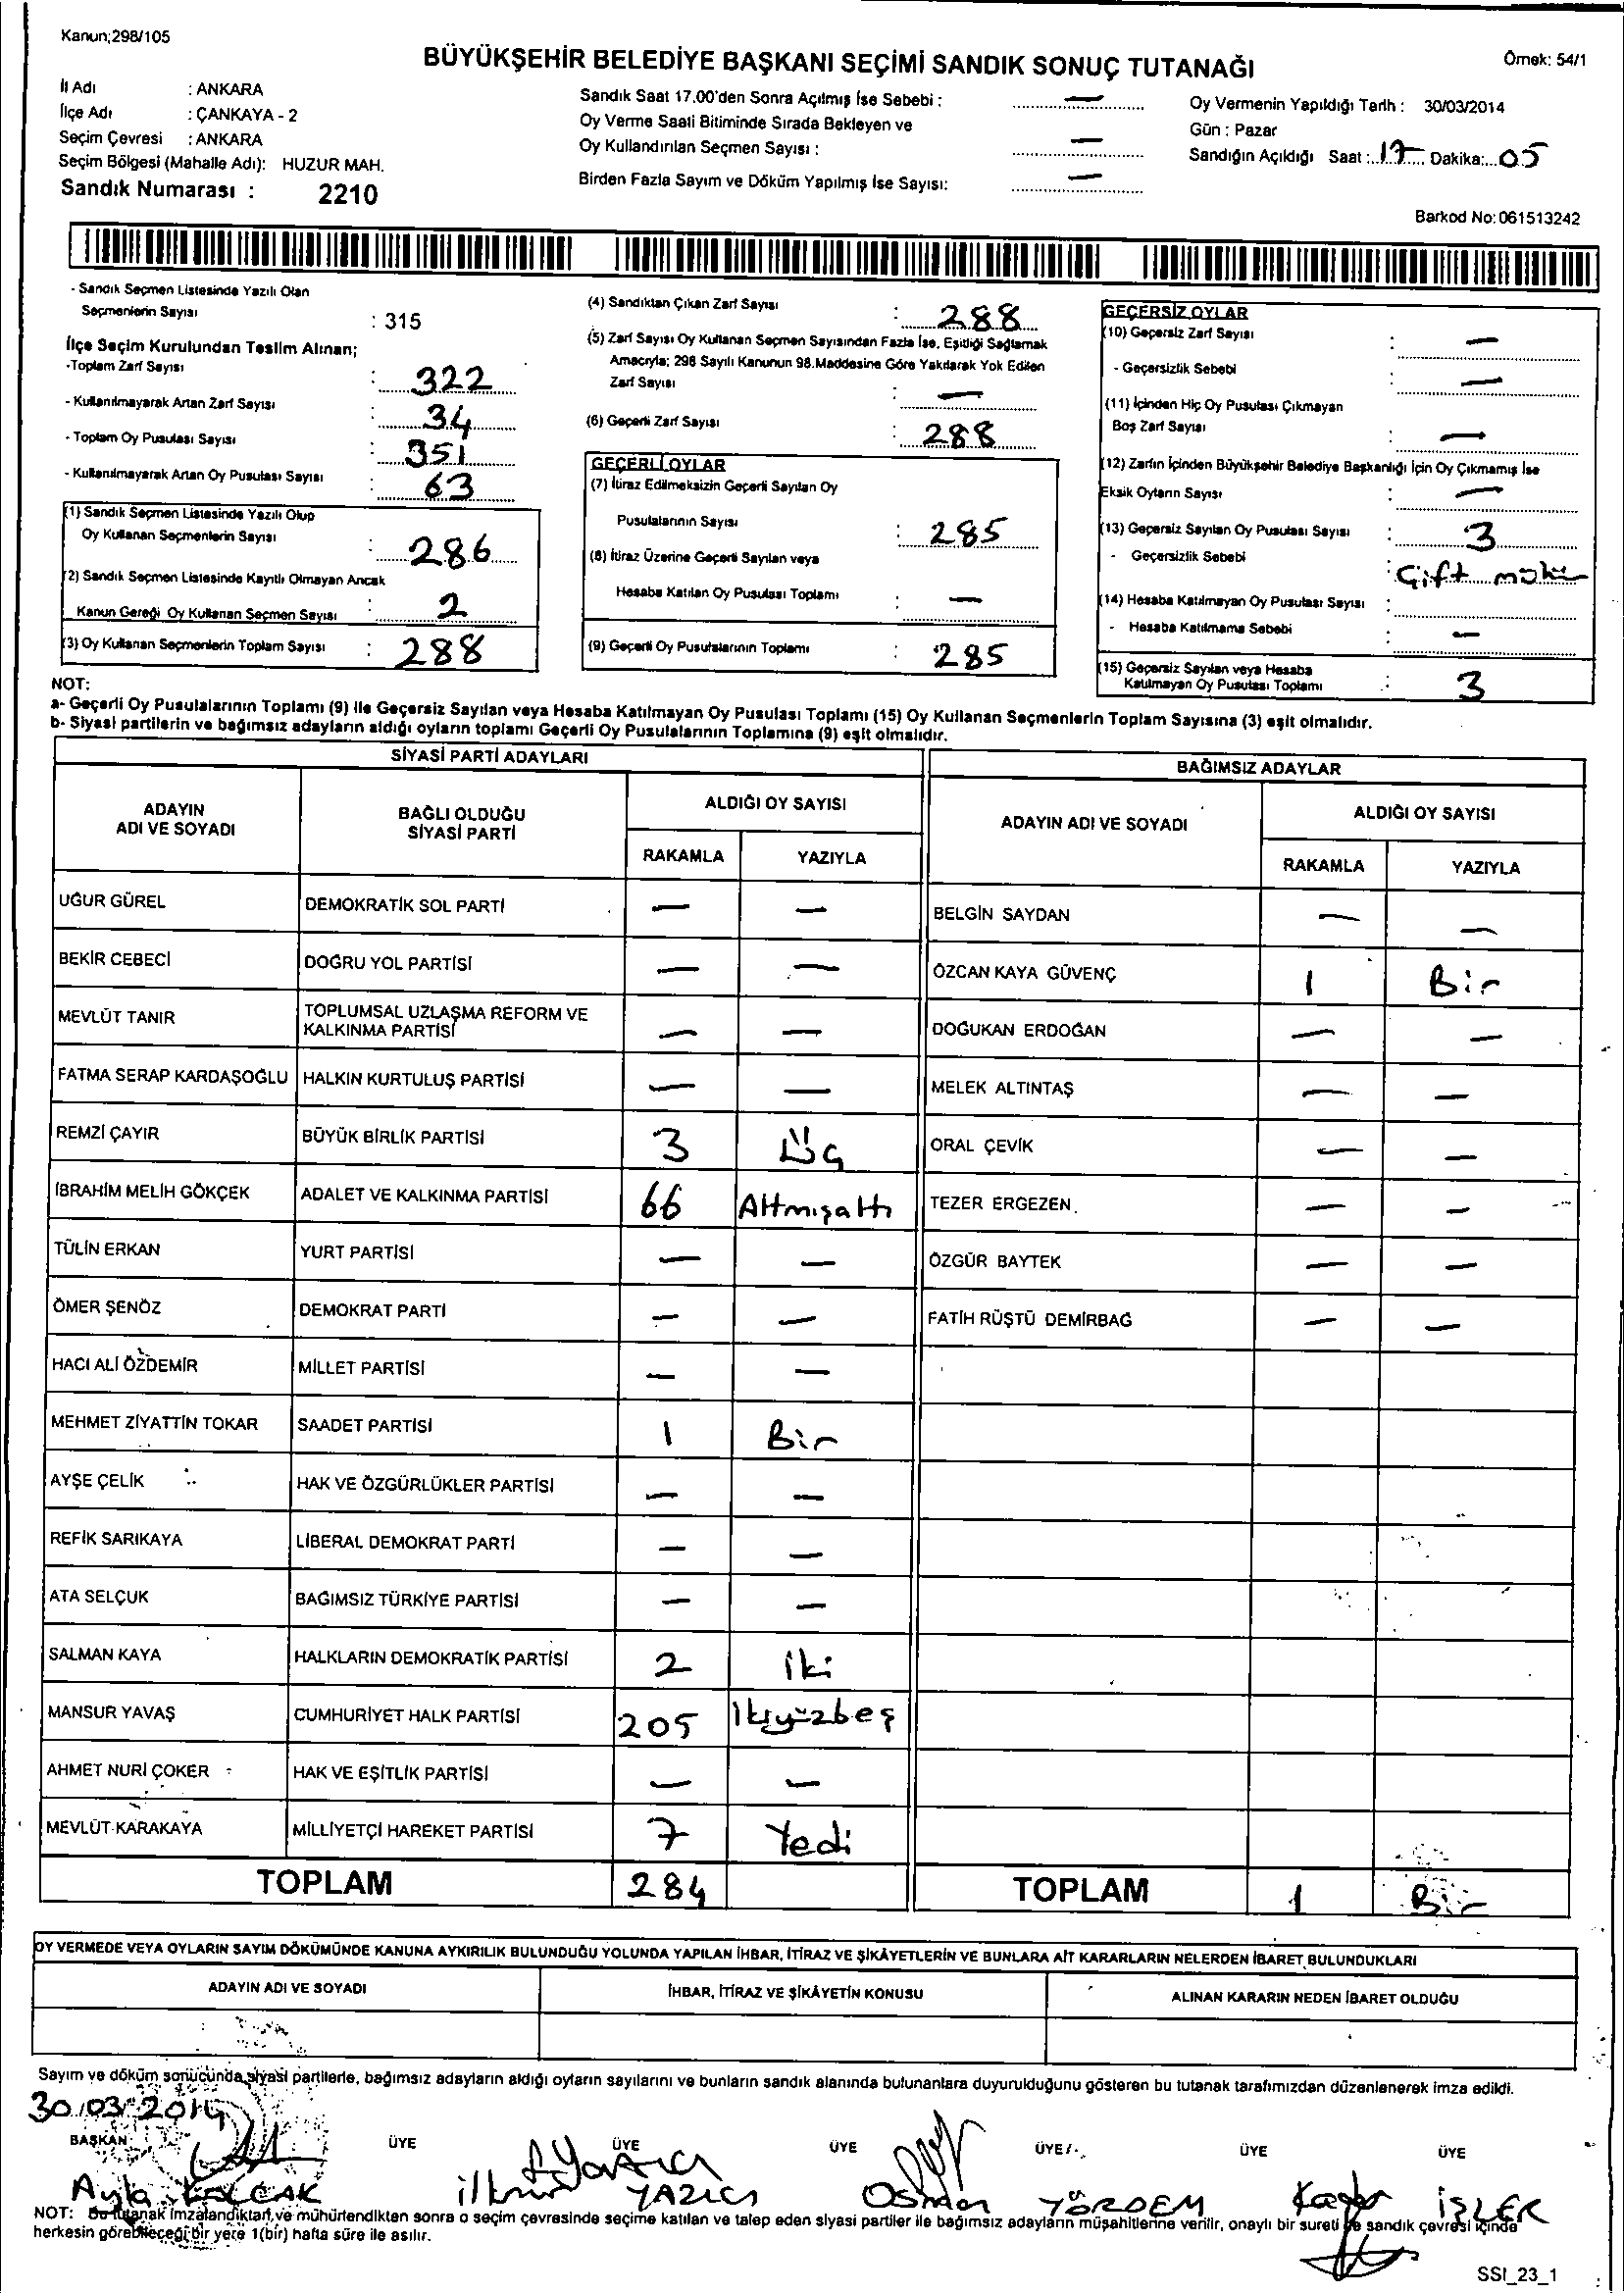 Kanun;298/105
BÜYÜKŞEHİR BELEDİYE BAŞKANI SEÇİMİ SANDIK SONUÇ TUTANAĞI
Örnek: 54/1
İl Adı : ANKARA
İlçe Adı : ÇANKAYA - 2
Seçim Çevresi : ANKARA
Seçim Bölgesi (Mahalle Adı): HUZUR MAH.
Sandık Numarası : 2210
Sandık Saat 17.00'den Sonra Açılmış İse Sebebi : —
Oy Verme Saati Bitiminde Sırada Bekleyen ve
Oy Kullandırılan Seçmen Sayısı : —
Birden Fazla Sayım ve Döküm Yapılmış İse Sayısı: —
Oy Vermenin Yapıldığı Tarih : 30/03/2014
Gün : Pazar
Sandığın Açıldığı Saat : 17 Dakika: 05
Barkod No: 061513242
- Sandık Seçmen Listesinde Yazılı Olan
Seçmenlerin Sayısı : 315
İlçe Seçim Kurulundan Teslim Alınan;
-Toplam Zarf Sayısı : 322
- Kullanılmayarak Artan Zarf Sayısı : 34
- Toplam Oy Pusulası Sayısı : 351
- Kullanılmayarak Artan Oy Pusulası Sayısı : 63
(1) Sandık Seçmen Listesinde Yazılı Olup
Oy Kullanan Seçmenlerin Sayısı : 286
(2) Sandık Seçmen Listesinde Kayıtlı Olmayan Ancak
Kanun Gereği Oy Kullanan Seçmen Sayısı : 2
(3) Oy Kullanan Seçmenlerin Toplam Sayısı : 288
(4) Sandıktan Çıkan Zarf Sayısı : 288
(5) Zarf Sayısı Oy Kullanan Seçmen Sayısından Fazla İse, Eşitliği Sağlamak
Amacıyla; 298 Sayılı Kanunun 98.Maddesine Göre Yakılarak Yok Edilen
Zarf Sayısı : —
(6) Geçerli Zarf Sayısı : 288
GEÇERLİ OYLAR
(7) İtiraz Edilmeksizin Geçerli Sayılan Oy
Pusulalarının Sayısı : 285
(8) İtiraz Üzerine Geçerli Sayılan veya
Hesaba Katılan Oy Pusulası Toplamı : —
(9) Geçerli Oy Pusulalarının Toplamı : 285
GEÇERSİZ OYLAR
(10) Geçersiz Zarf Sayısı : —
- Geçersizlik Sebebi : —
(11) İçinden Hiç Oy Pusulası Çıkmayan
Boş Zarf Sayısı : —
(12) Zarfın İçinden Büyükşehir Belediye Başkanlığı İçin Oy Çıkmamış İse
Eksik Oyların Sayısı : —
(13) Geçersiz Sayılan Oy Pusulası Sayısı : 3
- Geçersizlik Sebebi : Çift mühür
(14) Hesaba Katılmayan Oy Pusulası Sayısı :
- Hesaba Katılmama Sebebi : —
(15) Geçersiz Sayılan veya Hesaba
Katılmayan Oy Pusulası Toplamı : 3
NOT:
a- Geçerli Oy Pusulalarının Toplamı (9) ile Geçersiz Sayılan veya Hesaba Katılmayan Oy Pusulası Toplamı (15) Oy Kullanan Seçmenlerin Toplam Sayısına (3) eşit olmalıdır.
b- Siyasi partilerin ve bağımsız adayların aldığı oyların toplamı Geçerli Oy Pusulalarının Toplamına (9) eşit olmalıdır.
SİYASİ PARTİ ADAYLARI
ADAYIN ADI VE SOYADI BAĞLI OLDUĞU SİYASİ PARTİ ALDIĞI OY SAYISI
RAKAMLA YAZIYLA
UĞUR GÜREL DEMOKRATİK SOL PARTİ — —
BEKİR CEBECİ DOĞRU YOL PARTİSİ — —
MEVLÜT TANIR TOPLUMSAL UZLAŞMA REFORM VE KALKINMA PARTİSİ — —
FATMA SERAP KARDAŞOĞLU HALKIN KURTULUŞ PARTİSİ — —
REMZİ ÇAYIR BÜYÜK BİRLİK PARTİSİ 3 Üç
İBRAHİM MELİH GÖKÇEK ADALET VE KALKINMA PARTİSİ 66 Altmışaltı
TÜLİN ERKAN YURT PARTİSİ — —
ÖMER ŞENÖZ DEMOKRAT PARTİ — —
HACI ALİ ÖZDEMİR MİLLET PARTİSİ — —
MEHMET ZİYATTİN TOKAR SAADET PARTİSİ 1 Bir
AYŞE ÇELİK HAK VE ÖZGÜRLÜKLER PARTİSİ — —
REFİK SARIKAYA LİBERAL DEMOKRAT PARTİ — —
ATA SELÇUK BAĞIMSIZ TÜRKİYE PARTİSİ — —
SALMAN KAYA HALKLARIN DEMOKRATİK PARTİSİ 2 İki
MANSUR YAVAŞ CUMHURİYET HALK PARTİSİ 205 İkiyüzbeş
AHMET NURİ ÇOKER HAK VE EŞİTLİK PARTİSİ — —
MEVLÜT KARAKAYA MİLLİYETÇİ HAREKET PARTİSİ 7 Yedi
TOPLAM 284
BAĞIMSIZ ADAYLAR
ADAYIN ADI VE SOYADI ALDIĞI OY SAYISI
RAKAMLA YAZIYLA
BELGİN SAYDAN — —
ÖZCAN KAYA GÜVENÇ 1 Bir
DOĞUKAN ERDOĞAN — —
MELEK ALTINTAŞ — —
ORAL ÇEVİK — —
TEZER ERGEZEN — —
ÖZGÜR BAYTEK — —
FATİH RÜŞTÜ DEMİRBAĞ — —
TOPLAM 1 Bir
OY VERMEDE VEYA OYLARIN SAYIM DÖKÜMÜNDE KANUNA AYKIRILIK BULUNDUĞU YOLUNDA YAPILAN İHBAR, İTİRAZ VE ŞİKÂYETLERİN VE BUNLARA AİT KARARLARIN NELERDEN İBARET BULUNDUKLARI
ADAYIN ADI VE SOYADI İHBAR, İTİRAZ VE ŞİKÂYETİN KONUSU ALINAN KARARIN NEDEN İBARET OLDUĞU
Sayım ve döküm sonucunda siyasi partilerle, bağımsız adayların aldığı oyların sayılarını ve bunların sandık alanında bulunanlara duyurulduğunu gösteren bu tutanak tarafımızdan düzenlenerek imza edildi.
30/03/2014
BAŞKAN ÜYE ÜYE ÜYE ÜYE ÜYE ÜYE
Ayla KOÇAK YAZICI Osman YÖRDEM İŞLER
NOT: Bu tutanak imzalandıktan ve mühürlendikten sonra o seçim çevresinde seçime katılan ve talep eden siyasi partiler ile bağımsız adayların müşahitlerine verilir, onaylı bir sureti de sandık çevresi içinde
herkesin görebileceği bir yere 1(bir) hafta süre ile asılır.
SSI_23_1